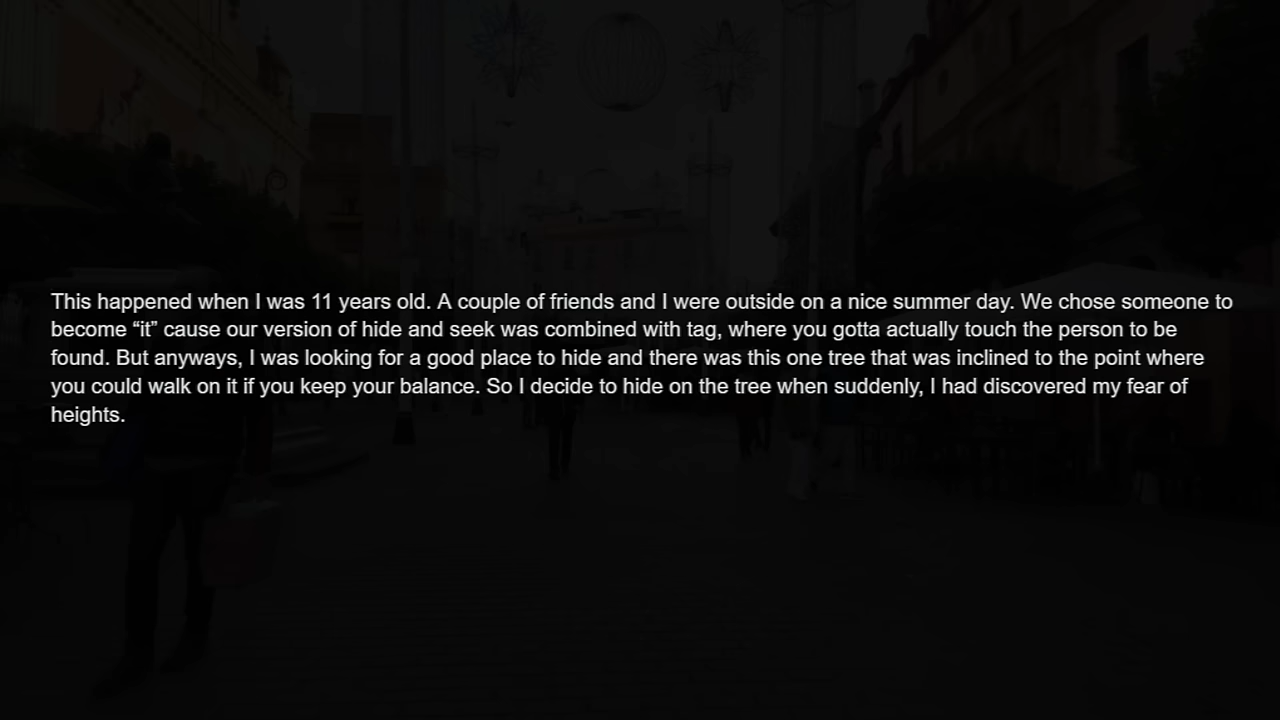 This happened when I was 11 years old. A couple of friends and I were outside on a nice summer day. We chose someone to
become “it” cause our version of hide and seek was combined with tag, where you gotta actually touch the person to be
found. But anyways, I was looking for a good place to hide and there was this one tree that was inclined to the point where
you could walk on it if you keep your balance. So I decide to hide on the tree when suddenly, I had discovered my fear of
heights.